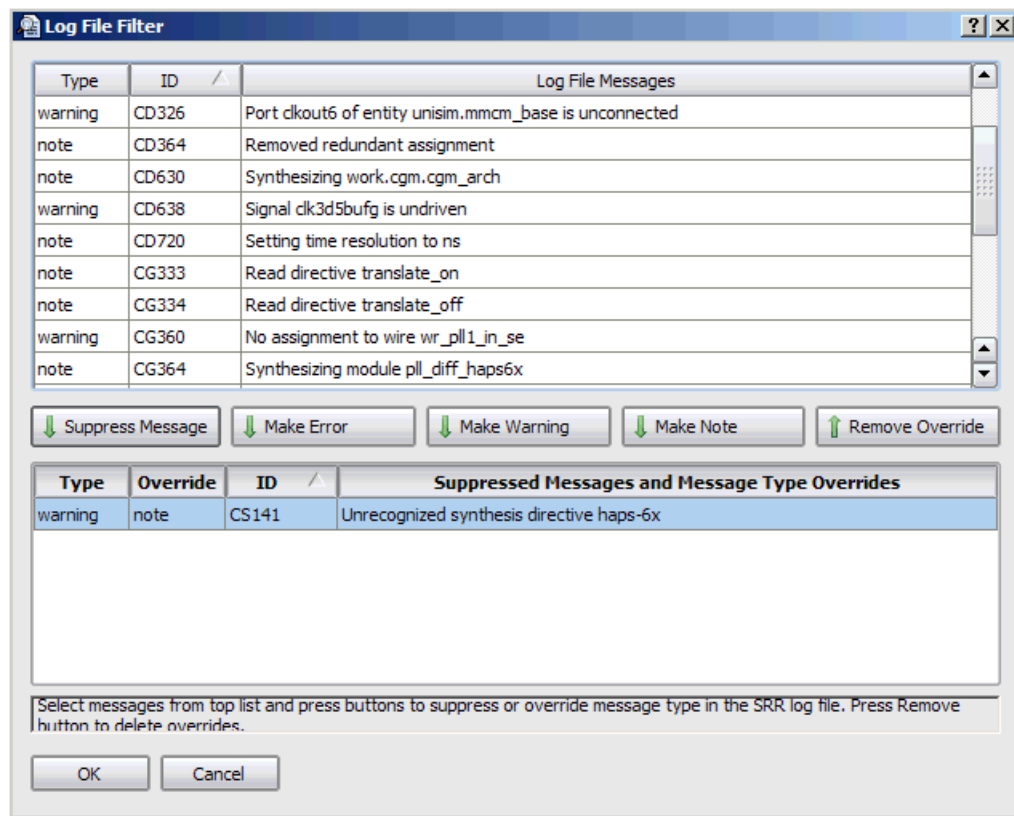 Log File Filter
Type ID Log File Messages
warning CD326 Port clkout6 of entity unisim.mmcm_base is unconnected
note CD364 Removed redundant assignment
note CD630 Synthesizing work.cgm.cgm_arch
warning CD638 Signal clk3d5bufg is undriven
note CD720 Setting time resolution to ns
note CG333 Read directive translate_on
note CG334 Read directive translate_off
warning CG360 No assignment to wire wr_pll1_in_se
note CG364 Synthesizing module pll_diff_haps6x
Suppress Message Make Error Make Warning Make Note Remove Override
Type Override ID Suppressed Messages and Message Type Overrides
warning note CS141 Unrecognized synthesis directive haps-6x
Select messages from top list and press buttons to suppress or override message type in the SRR log file. Press Remove
button to delete overrides.
OK Cancel